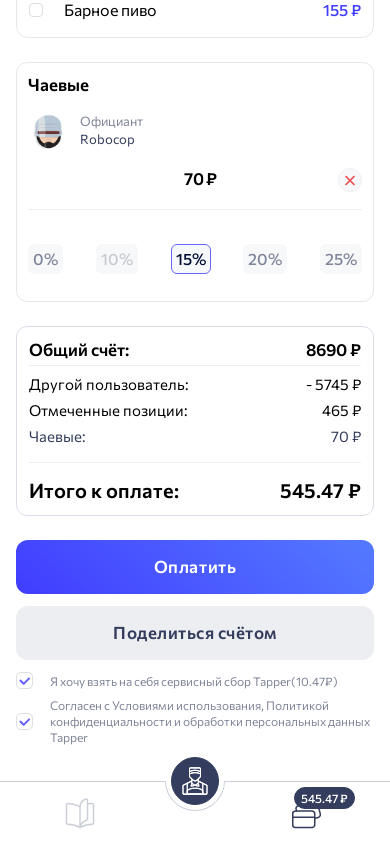 Барное пиво 155 ₽
Чаевые
Официант
Robocop
70 ₽
0% 10% 15% 20% 25%
Общий счёт: 8690 ₽
Другой пользователь: - 5745 ₽
Отмеченные позиции: 465 ₽
Чаевые: 70 ₽
Итого к оплате: 545.47 ₽
Оплатить
Поделиться счётом
Я хочу взять на себя сервисный сбор Tapper(10.47₽)
Согласен с Условиями использования, Политикой
конфиденциальности и обработки персональных данных
Tapper
545.47 ₽